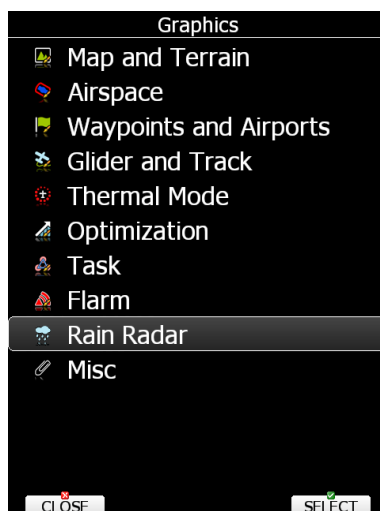 Graphics
Map and Terrain
Airspace
Waypoints and Airports
Glider and Track
Thermal Mode
Optimization
Task
Flarm
Rain Radar
Misc
CLOSE
SELECT